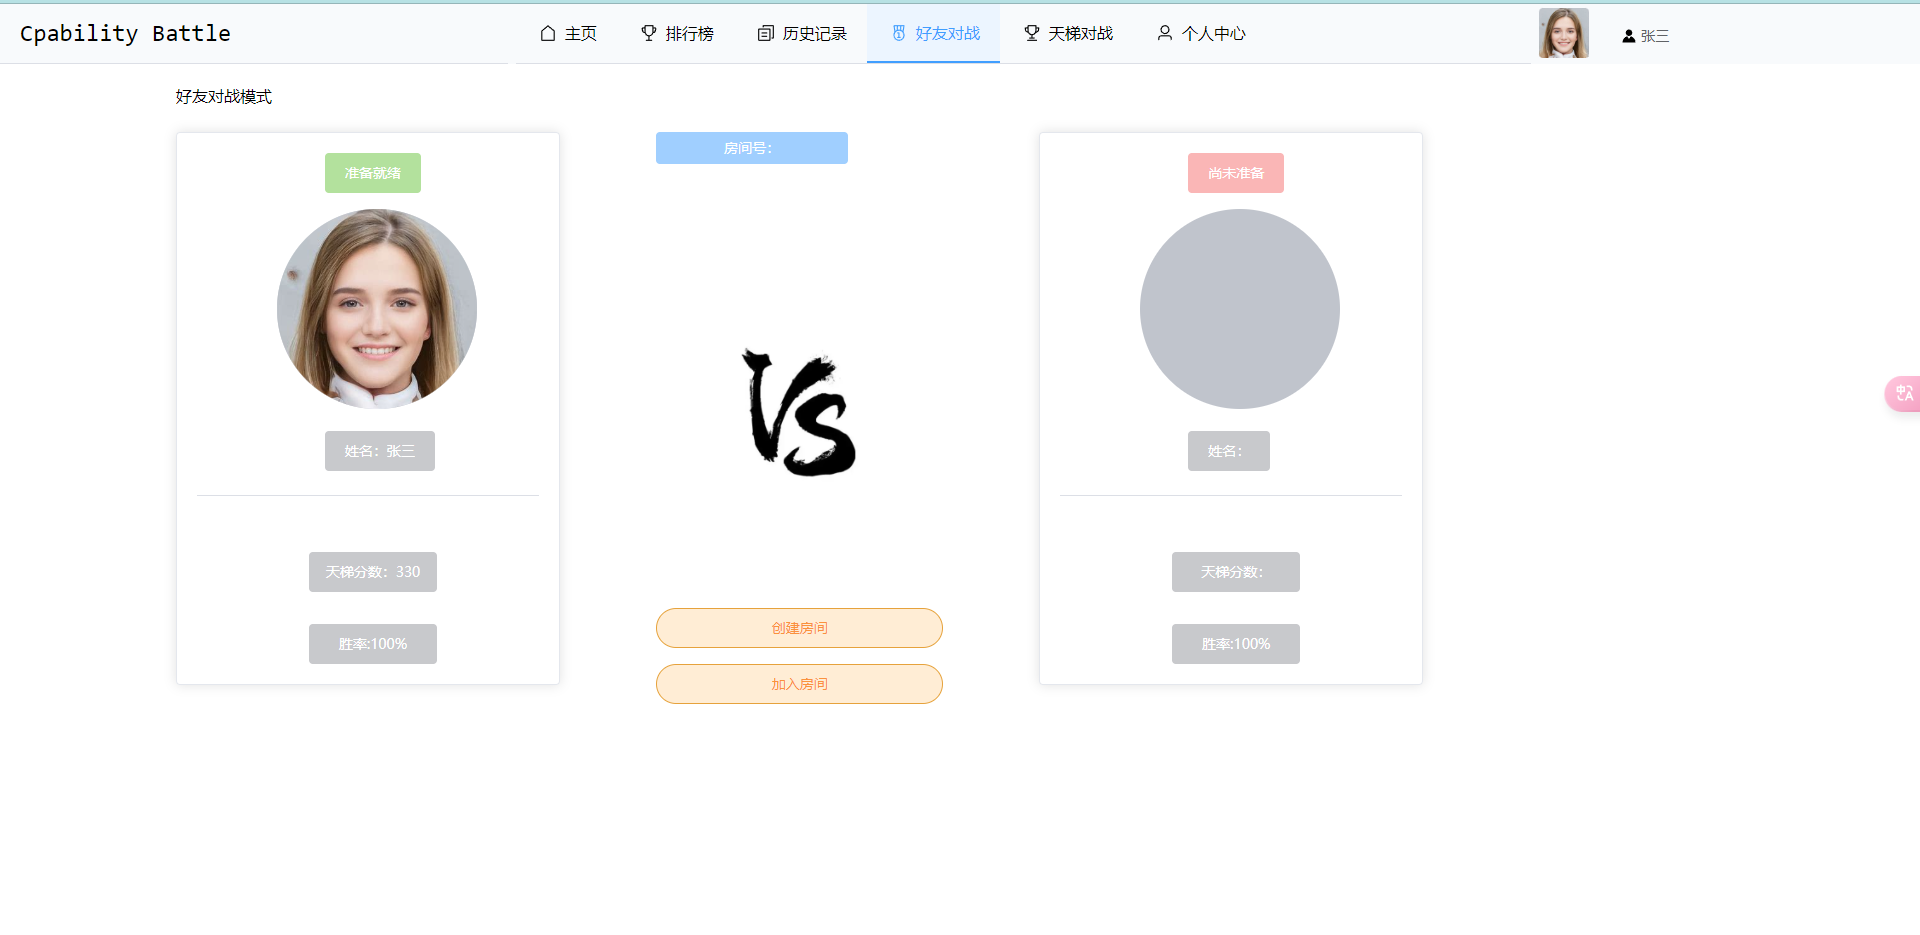 Cpability Battle
主页
排行榜
历史记录
好友对战
天梯对战
个人中心
张三
好友对战模式
准备就绪
姓名：张三
天梯分数：330
胜率:100%
房间号：
VS
创建房间
加入房间
尚未准备
姓名：
天梯分数：
胜率:100%